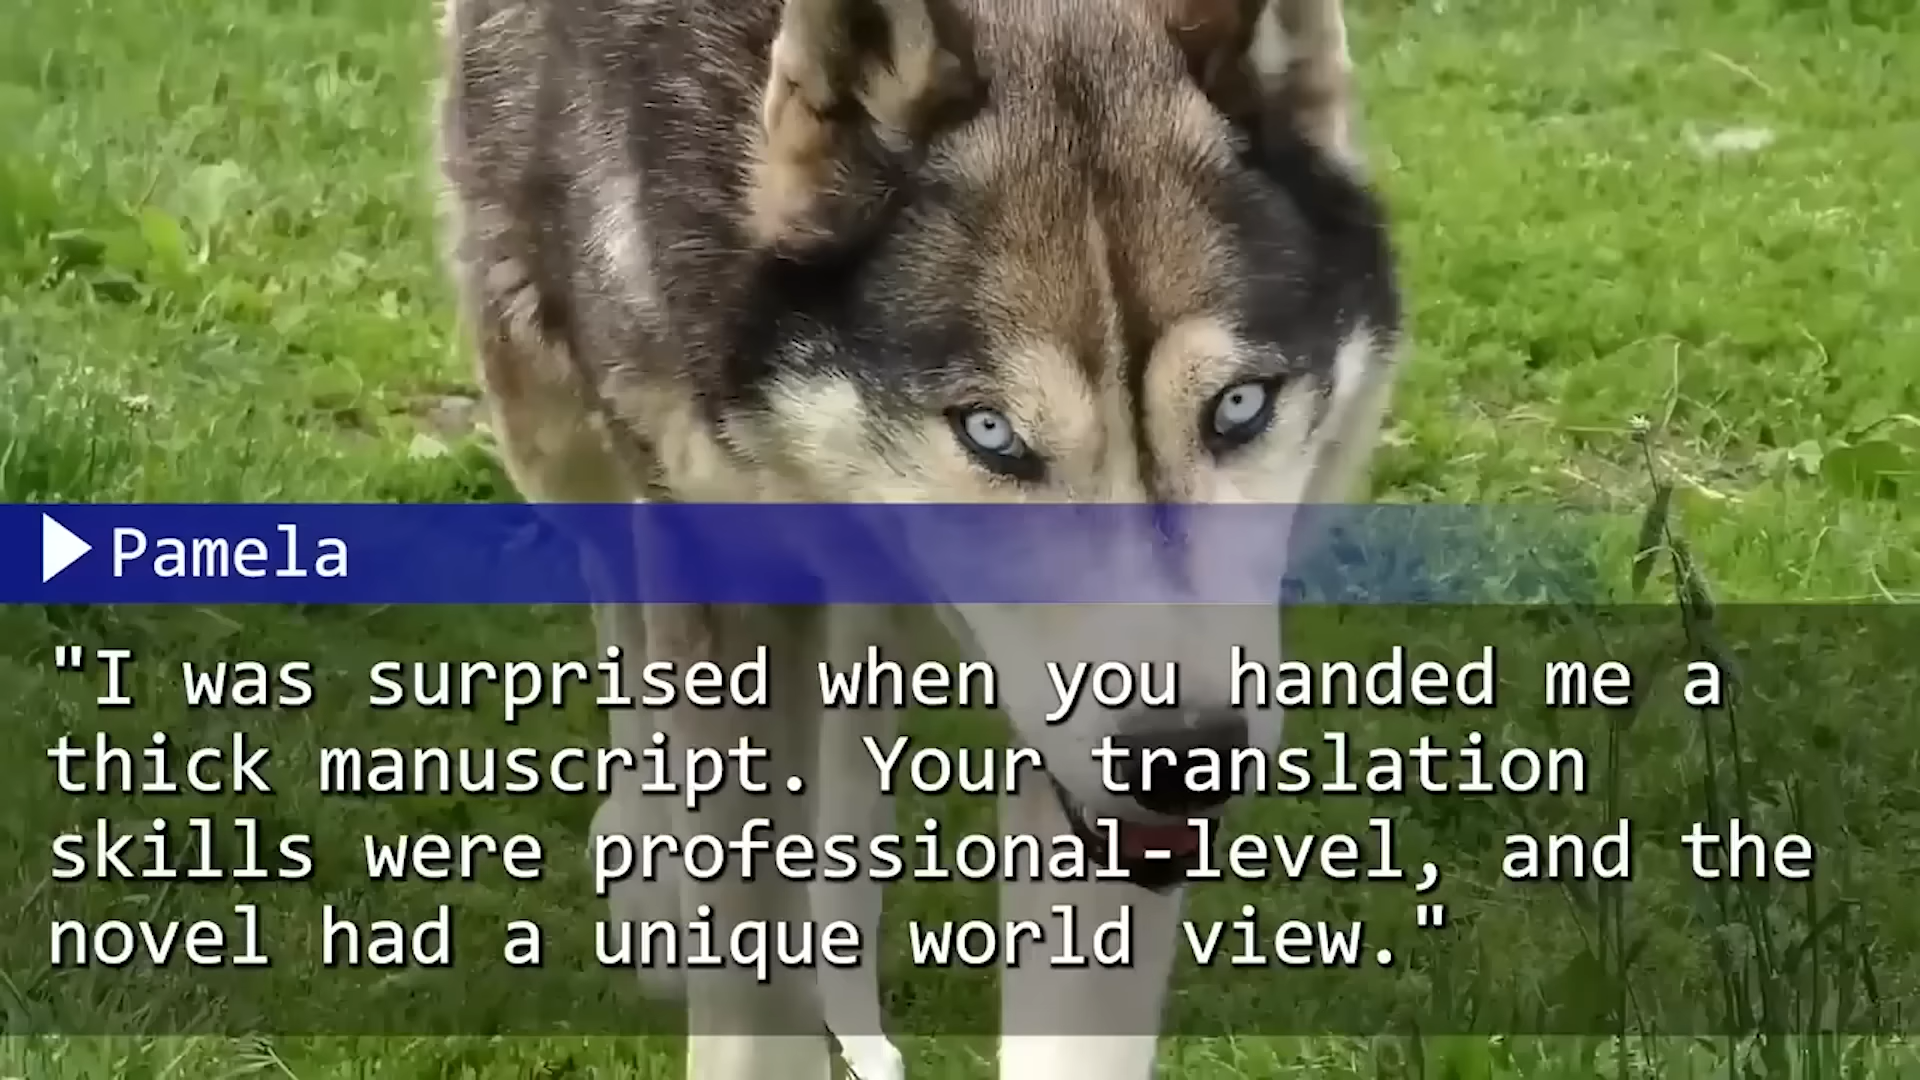 Pamela
"I was surprised when you handed me a
thick manuscript. Your translation
skills were professional-level, and the
novel had a unique world view."